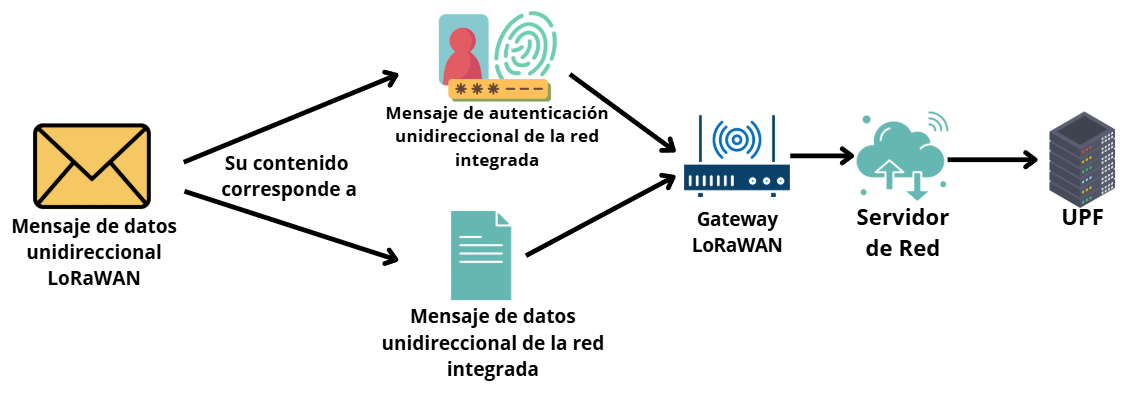 Mensaje de datos
unidireccional
LoRaWAN
Su contenido
corresponde a
Mensaje de autenticación
unidireccional de la red
integrada
Mensaje de datos
unidireccional de la red
integrada
Gateway
LoRaWAN
Servidor
de Red
UPF